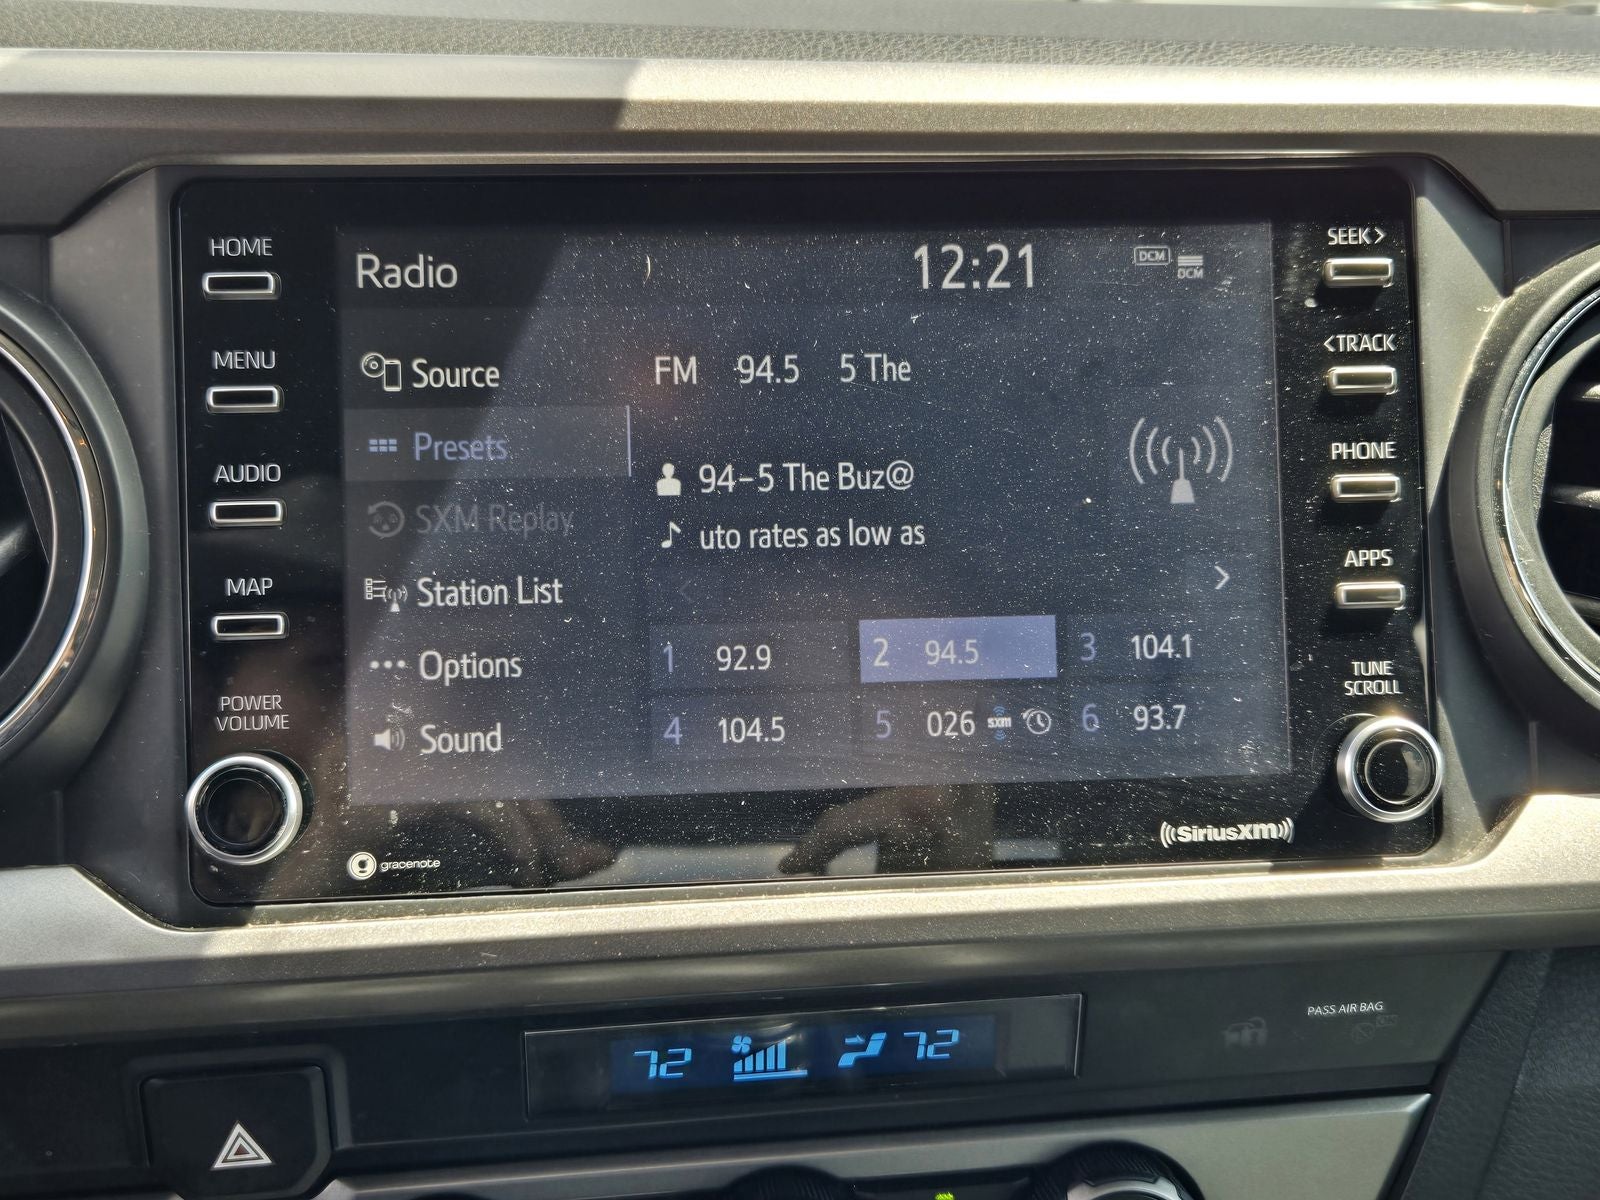 HOME
MENU
AUDIO
MAP
POWER
VOLUME
Radio
12:21
DCM
DCM
Source
Presets
SXM Replay
Station List
Options
Sound
FM 94.5 5 The
94-5 The Buz@
uto rates as low as
1 92.9
2 94.5
3 104.1
4 104.5
5 026 SXM
6 93.7
SEEK>
<TRACK
PHONE
APPS
TUNE
SCROLL
gracenote
((SiriusXM))
72 72
PASS AIR BAG